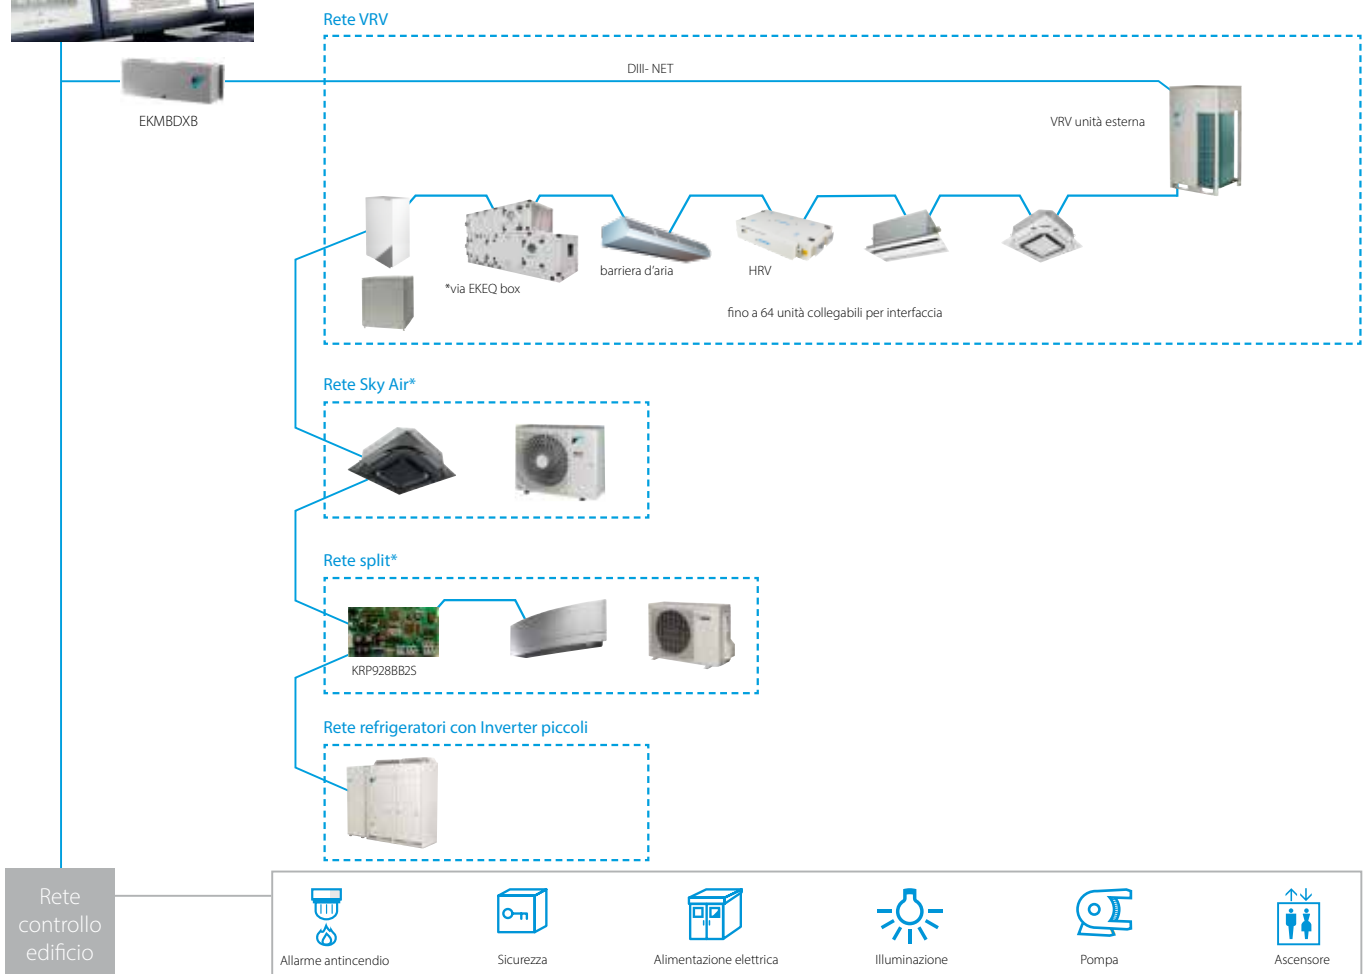 Rete VRV
DIII- NET
EKMBDXB
VRV unità esterna
barriera d'aria
HRV
*via EKEQ box
fino a 64 unità collegabili per interfaccia
Rete Sky Air*
Rete split*
KRP928BB2S
Rete refrigeratori con Inverter piccoli
Rete
controllo
edificio
Allarme antincendio
Sicurezza
Alimentazione elettrica
Illuminazione
Pompa
Ascensore